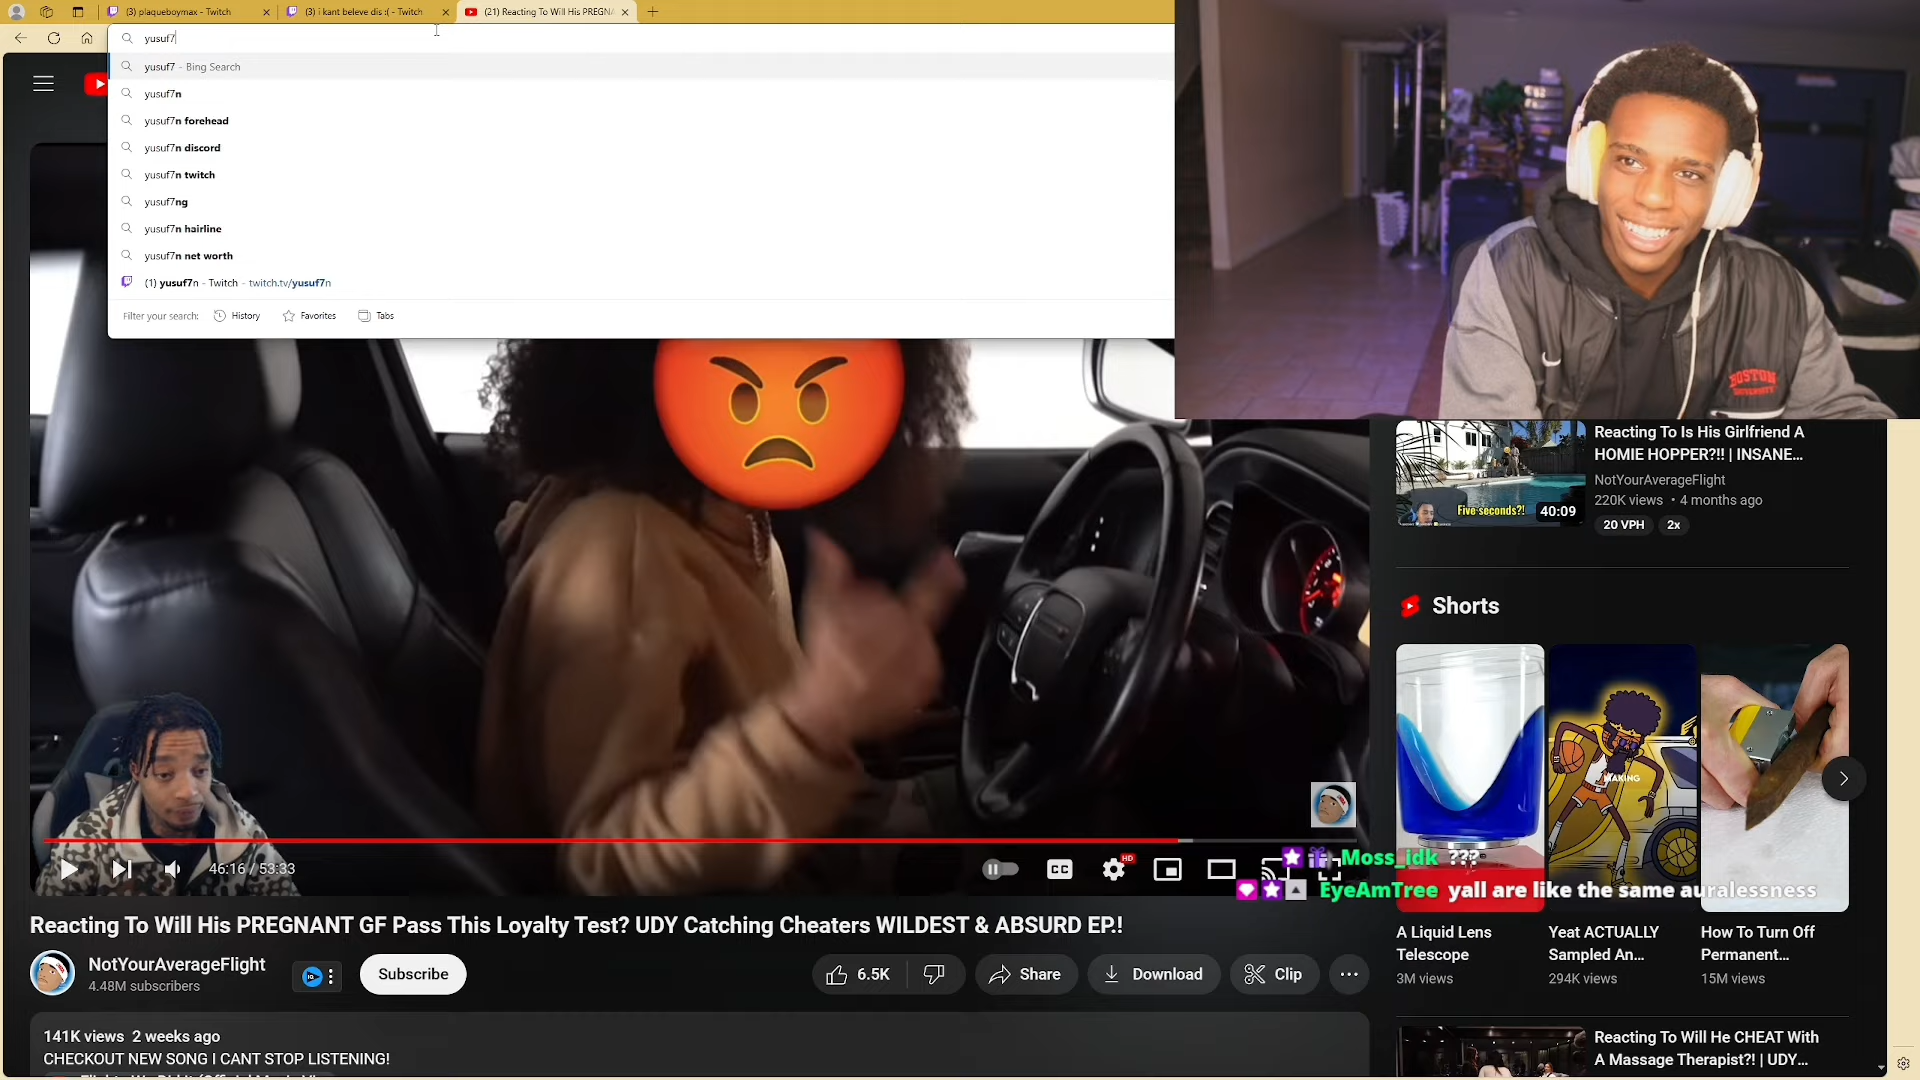 (3) plaqueboymax - Twitch
(3) i kant beleve dis :( - Twitch
(21) Reacting To Will His PREGNA
yusuf7
yusuf7 - Bing Search
yusuf7n
yusuf7n forehead
yusuf7n discord
yusuf7n twitch
yusuf7ng
yusuf7n hairline
yusuf7n net worth
(1) yusuf7n - Twitch - twitch.tv/yusuf7n
Filter your search: History Favorites Tabs
BOSTON
UNIVERSITY
46:16 / 53:33
CC
HD
Reacting To Will His PREGNANT GF Pass This Loyalty Test? UDY Catching Cheaters WILDEST & ABSURD EP.!
NotYourAverageFlight
4.48M subscribers
Subscribe
6.5K
Share
Download
Clip
141K views 2 weeks ago
CHECKOUT NEW SONG I CANT STOP LISTENING!
Five seconds?!
40:09
Reacting To Is His Girlfriend A
HOMIE HOPPER?!! | INSANE...
NotYourAverageFlight
220K views • 4 months ago
20 VPH 2x
Shorts
MAKING
Moss_idk ???
EyeAmTree yall are like the same auralessness
A Liquid Lens
Telescope
3M views
Yeat ACTUALLY
Sampled An...
294K views
How To Turn Off
Permanent...
15M views
Reacting To Will He CHEAT With
A Massage Therapist?! | UDY...